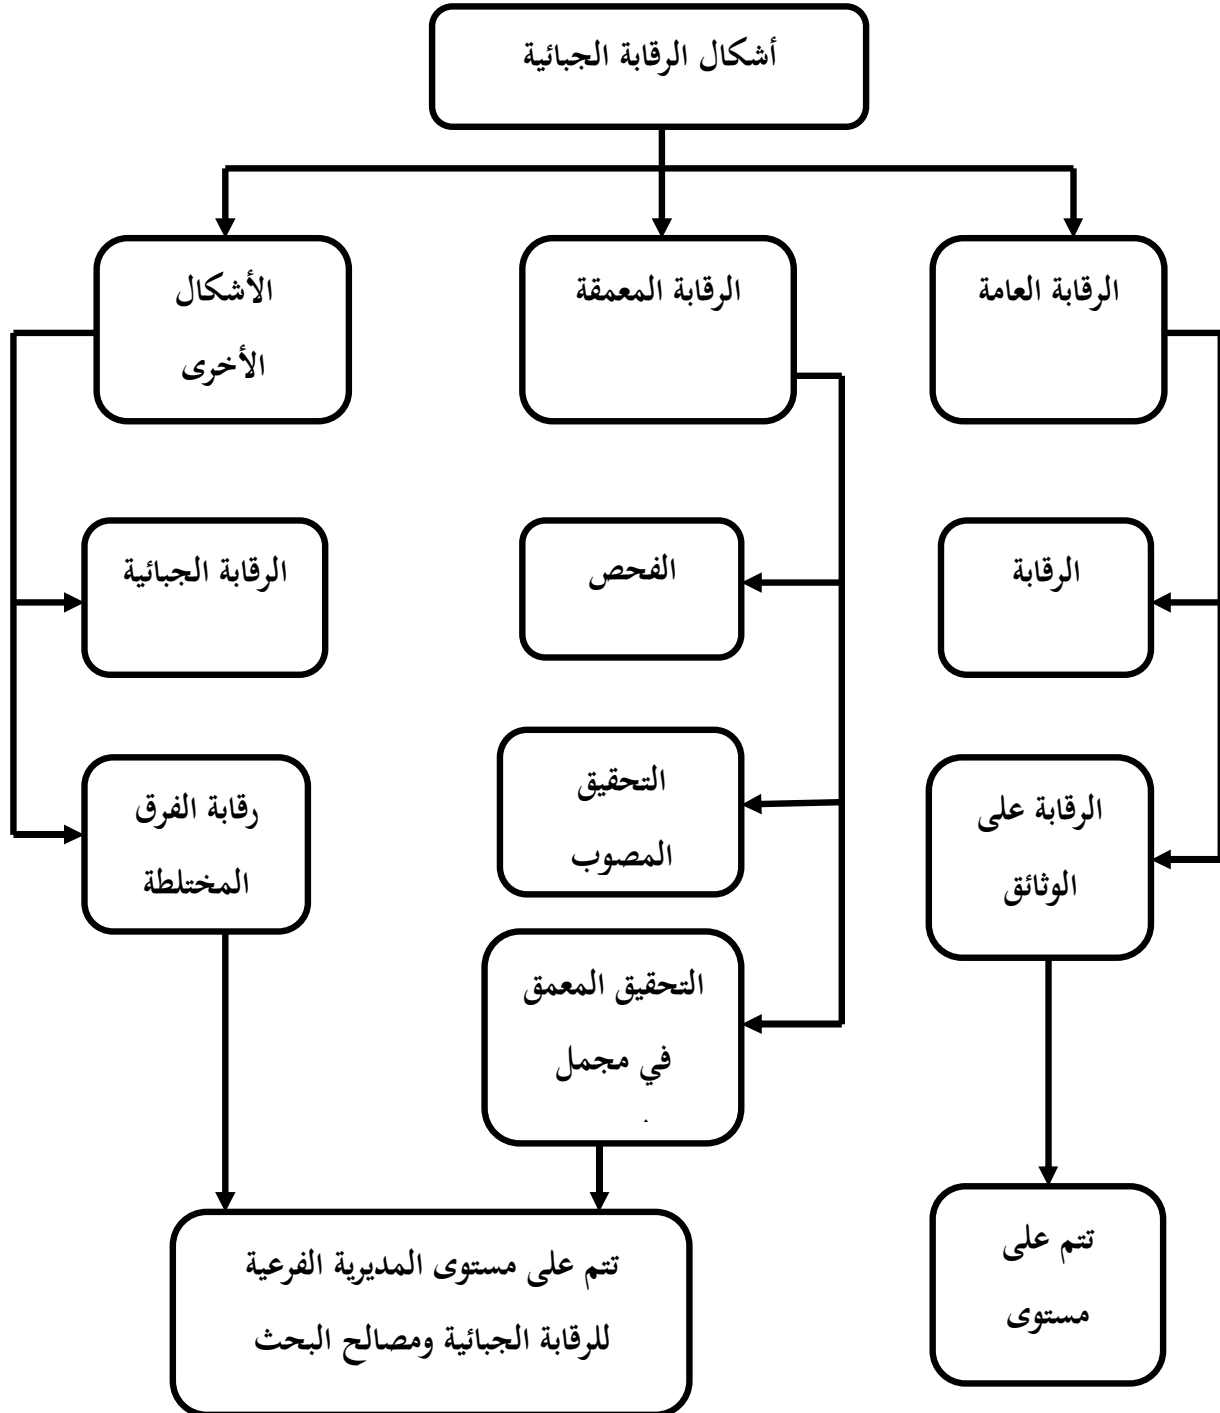 أشكال الرقابة الجبائية
الرقابة العامة
الرقابة المعمقة
الأشكال
الأخرى
الرقابة
الفحص
الرقابة الجبائية
الرقابة على
الوثائق
التحقيق
المصوب
رقابة الفرق
المختلطة
التحقيق المعمق
في مجمل
تتم على
مستوى
تتم على مستوى المديرية الفرعية
للرقابة الجبائية ومصالح البحث